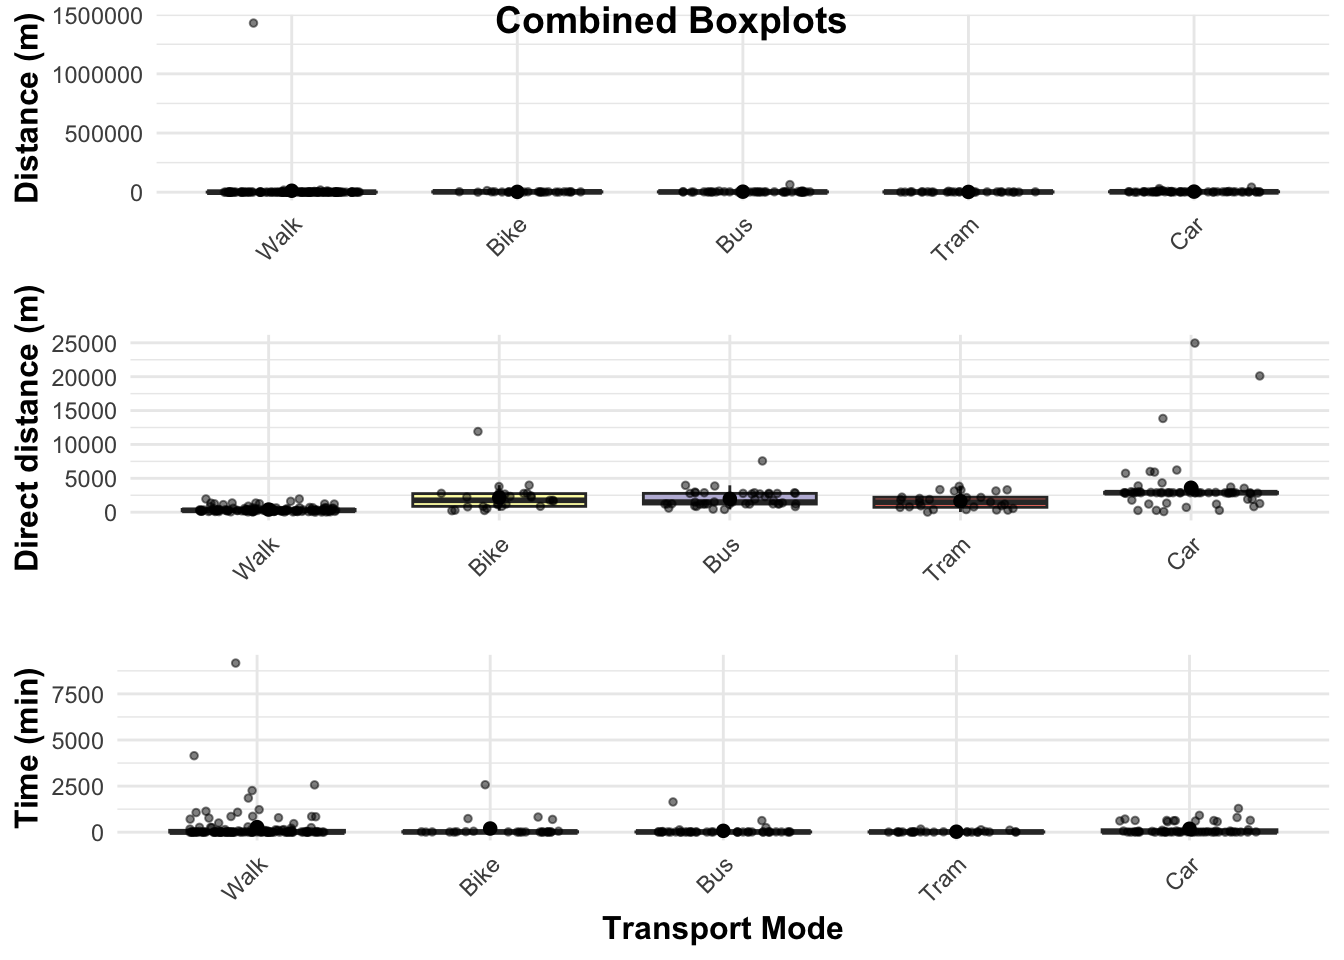 Combined Boxplots
Distance (m)
1500000
1000000
500000
0
Walk Bike Bus Tram Car
Direct distance (m)
25000
20000
15000
10000
5000
0
Walk Bike Bus Tram Car
Time (min)
7500
5000
2500
0
Walk Bike Bus Tram Car
Transport Mode